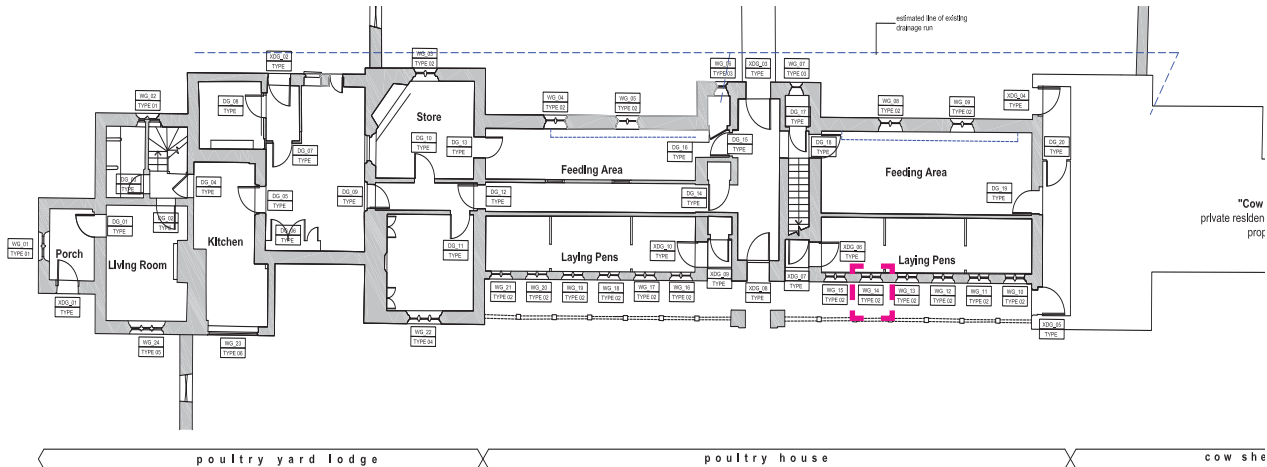 estimated line of existing
drainage run
XDG_02
TYPE
WG_03
TYPE 02
TYPE 03
XDG_03
TYPE
WG_07
TYPE 03
WG_02
TYPE 01
DG_08
TYPE
WG_04
TYPE 02
WG_05
TYPE 02
DG_17
TYPE
WG_08
TYPE 02
WG_09
TYPE 02
XDG_04
TYPE
Store
DG_10
TYPE
DG_13
TYPE
DG_15
TYPE
DG_16
TYPE
DG_18
TYPE
DG_20
TYPE
DG_07
TYPE
Feeding Area
Feeding Area
TYPE
DG_04
TYPE
DG_05
TYPE
DG_09
TYPE
DG_12
TYPE
DG_14
TYPE
DG_19
TYPE
"Cow
private residen
prop
DG_01
TYPE
DG_02
TYPE
DG_06
TYPE
Kitchen
DG_11
TYPE
WG_01
TYPE 01
Porch
Living Room
Laying Pens
XDG_10
TYPE
XDG_06
TYPE
Laying Pens
XDG_09
TYPE
XDG_07
TYPE
XDG_01
TYPE
WG_21
TYPE 02
WG_20
TYPE 02
WG_19
TYPE 02
WG_18
TYPE 02
WG_17
TYPE 02
WG_16
TYPE 02
XDG_08
TYPE
WG_15
TYPE 02
WG_14
TYPE 02
WG_13
TYPE 02
WG_12
TYPE 02
WG_11
TYPE 02
WG_10
TYPE 02
XDG_05
TYPE
WG_24
TYPE 05
WG_23
TYPE 06
WG_22
TYPE 04
poultry yard lodge
poultry house
cow she